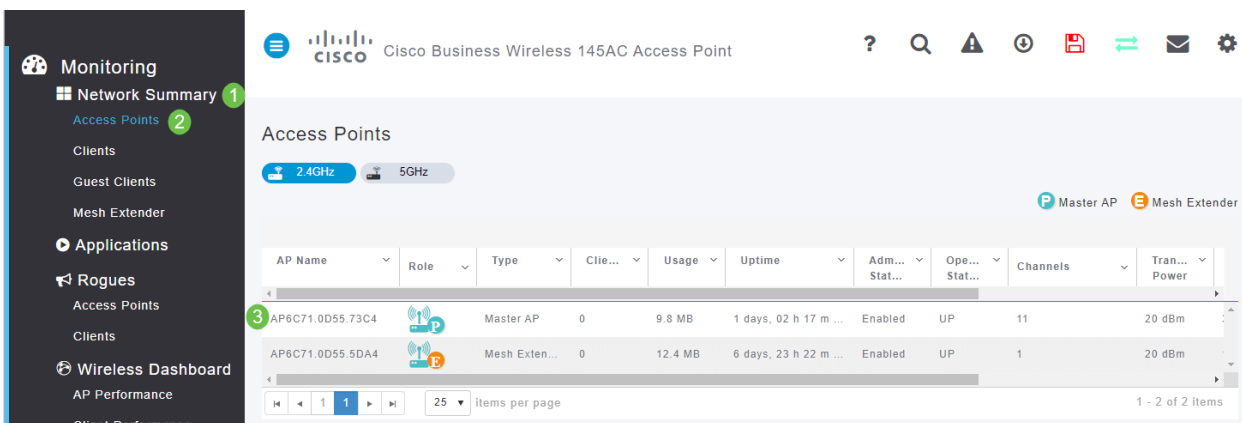 CISCO
Cisco Business Wireless 145AC Access Point
?
Monitoring
Network Summary 1
Access Points 2
Clients
Guest Clients
Mesh Extender
Applications
Rogues
Access Points
Clients
Wireless Dashboard
AP Performance
Access Points
2.4GHz 5GHz
P Master AP E Mesh Extender
AP Name Role Type Clie... Usage Uptime Adm... Stat... Ope... Stat... Channels Tran... Power
3 AP6C71.0D55.73C4 P Master AP 0 9.8 MB 1 days, 02 h 17 m ... Enabled UP 11 20 dBm
AP6C71.0D55.5DA4 E Mesh Exten... 0 12.4 MB 6 days, 23 h 22 m ... Enabled UP 1 20 dBm
1 1 25 items per page 1 - 2 of 2 items